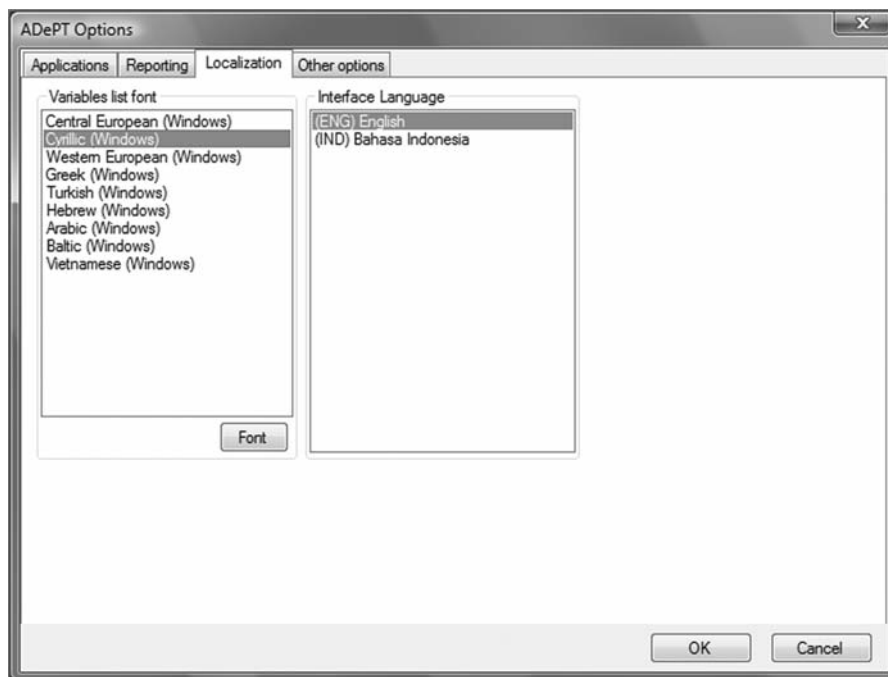 ADePT Options
Applications Reporting Localization Other options
Variables list font
Central European (Windows)
Cyrillic (Windows)
Western European (Windows)
Greek (Windows)
Turkish (Windows)
Hebrew (Windows)
Arabic (Windows)
Baltic (Windows)
Vietnamese (Windows)
Font
Interface Language
(ENG) English
(IND) Bahasa Indonesia
OK Cancel